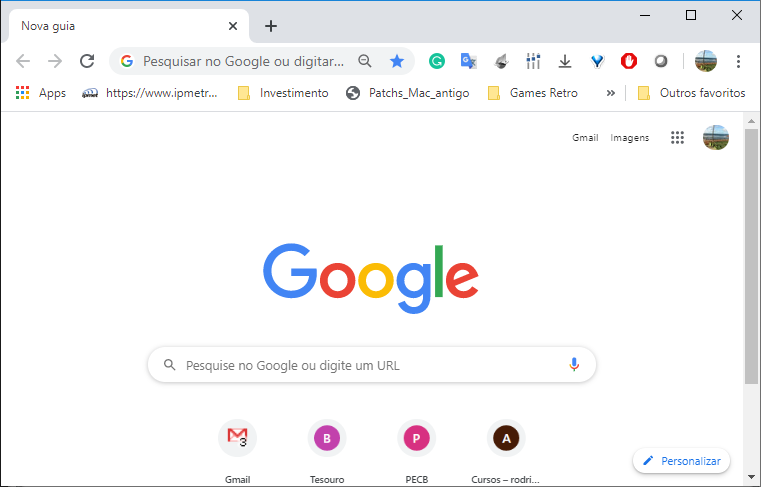 Nova guia
Pesquisar no Google ou digitar...
Apps https://www.ipmetr... Investimento Patchs_Mac_antigo Games Retro » Outros favoritos
Gmail Imagens
Google
Pesquise no Google ou digite um URL
3 B P A
Gmail Tesouro PECB Cursos – rodri...
Personalizar